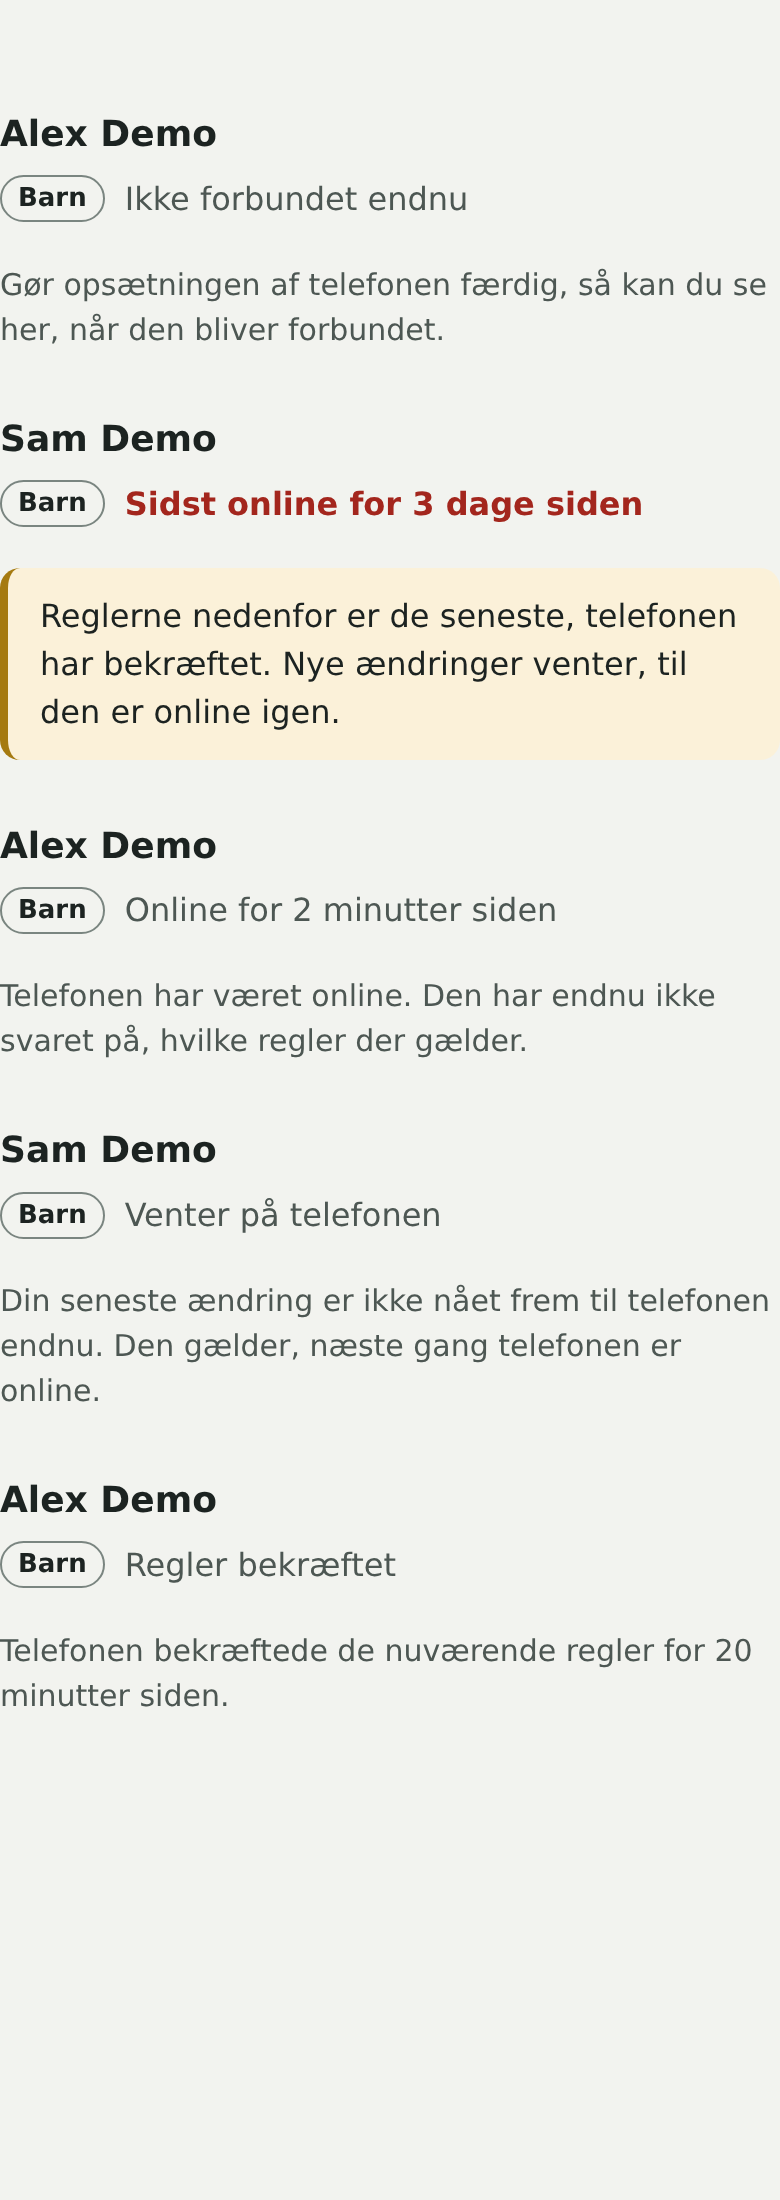 Alex Demo
Barn Ikke forbundet endnu
Gør opsætningen af telefonen færdig, så kan du se
her, når den bliver forbundet.
Sam Demo
Barn Sidst online for 3 dage siden
Reglerne nedenfor er de seneste, telefonen
har bekræftet. Nye ændringer venter, til
den er online igen.
Alex Demo
Barn Online for 2 minutter siden
Telefonen har været online. Den har endnu ikke
svaret på, hvilke regler der gælder.
Sam Demo
Barn Venter på telefonen
Din seneste ændring er ikke nået frem til telefonen
endnu. Den gælder, næste gang telefonen er
online.
Alex Demo
Barn Regler bekræftet
Telefonen bekræftede de nuværende regler for 20
minutter siden.